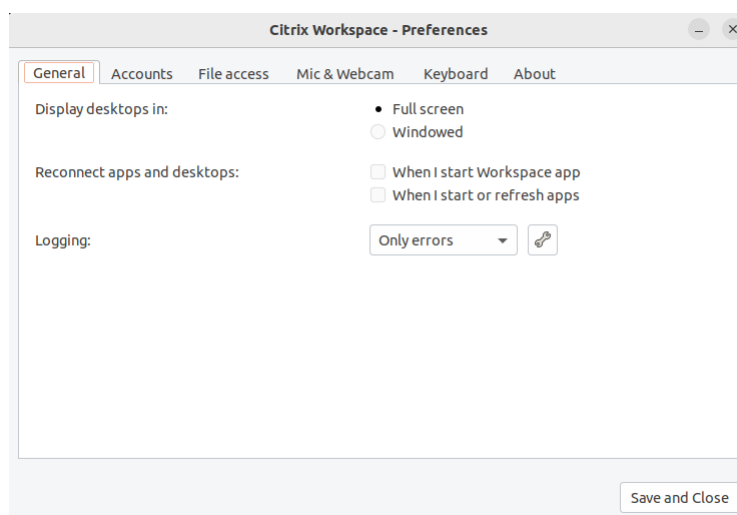 Citrix Workspace - Preferences
General Accounts File access Mic & Webcam Keyboard About
Display desktops in: Full screen
Windowed
Reconnect apps and desktops: When I start Workspace app
When I start or refresh apps
Logging: Only errors
Save and Close